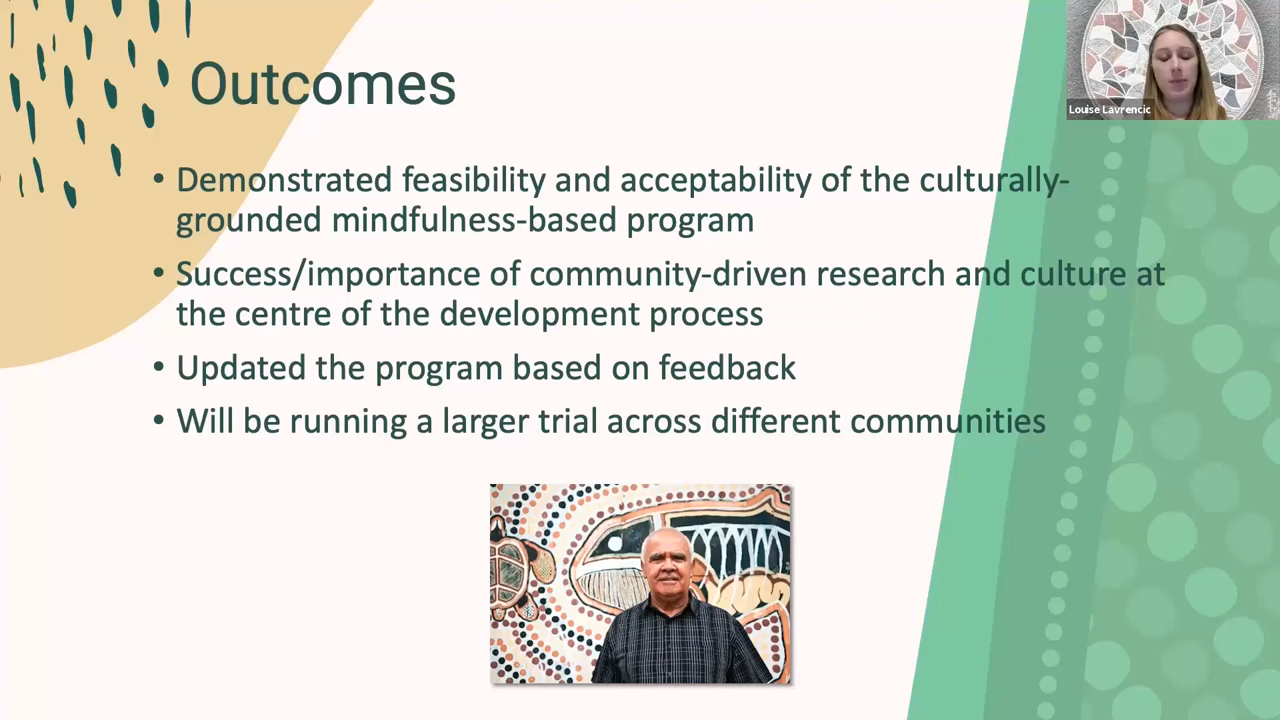 Outcomes
Louise Lavrencic
• Demonstrated feasibility and acceptability of the culturally-
grounded mindfulness-based program
• Success/importance of community-driven research and culture at
the centre of the development process
• Updated the program based on feedback
• Will be running a larger trial across different communities